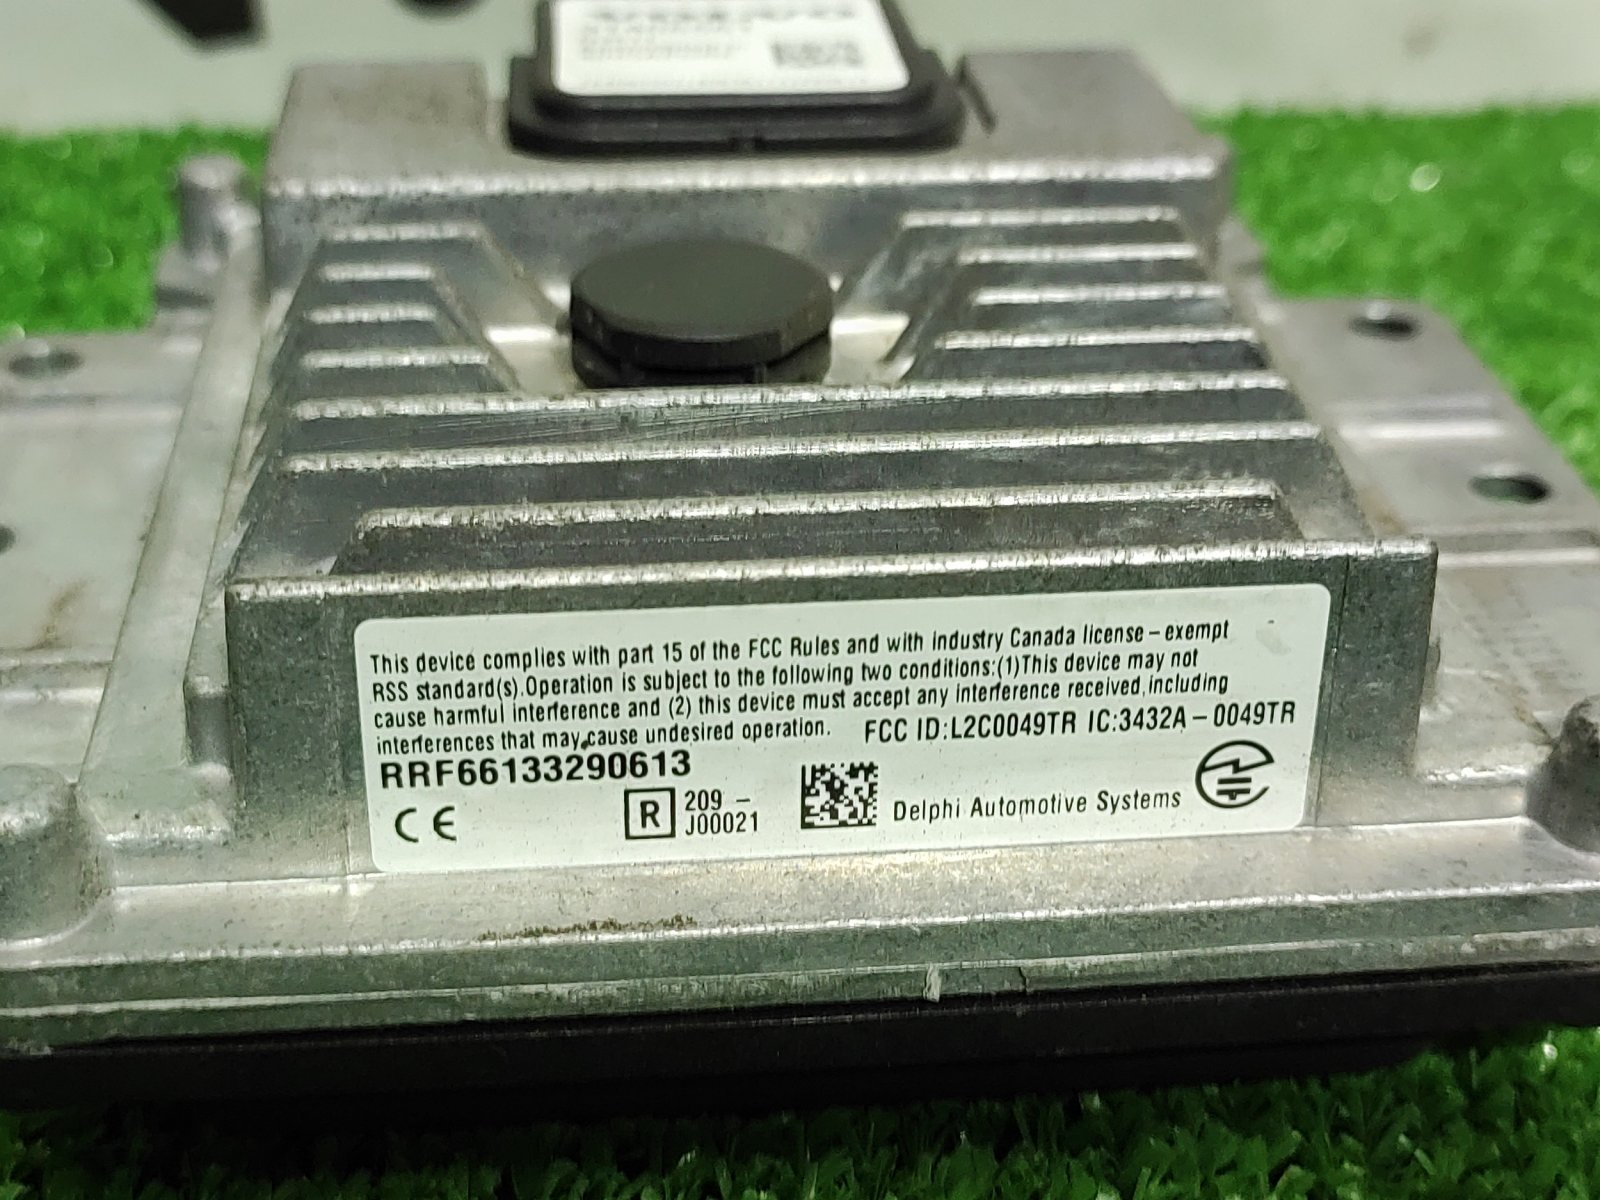 This device complies with part 15 of the FCC Rules and with industry Canada license-exempt
RSS standard(s).Operation is subject to the following two conditions:(1)This device may not
cause harmful interference and (2) this device must accept any interference received,including
interferences that may cause undesired operation. FCC ID:L2C0049TR IC:3432A-0049TR
RRF66133290613
CE R 209-
J00021
Delphi Automotive Systems